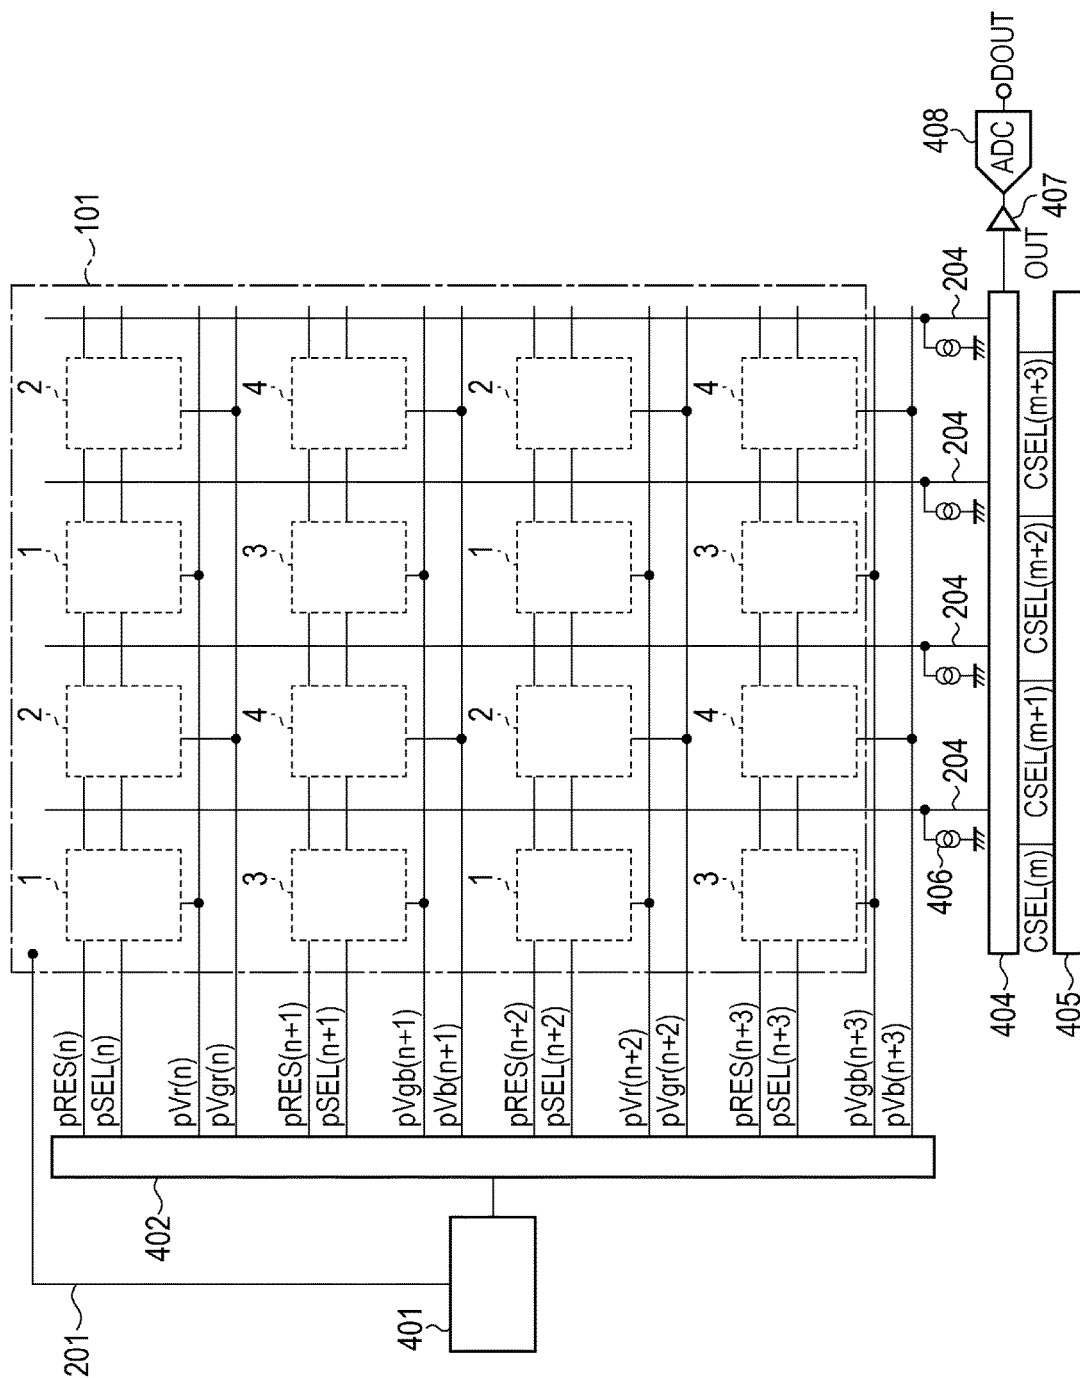 1
2
1
2
201
pRES(n)
101
pSEL(n)
402
pVr(n)
pVgr(n)
3
4
3
4
pRES(n+1)
pSEL(n+1)
401
pVgb(n+1)
pVb(n+1)
1
2
1
2
pRES(n+2)
pSEL(n+2)
pVr(n+2)
pVgr(n+2)
3
4
3
4
pRES(n+3)
pSEL(n+3)
pVgb(n+3)
pVb(n+3)
406
204
204
204
204
408
404
ADC
DOUT
CSEL(m)
CSEL(m+1)
CSEL(m+2)
CSEL(m+3)
OUT
407
405